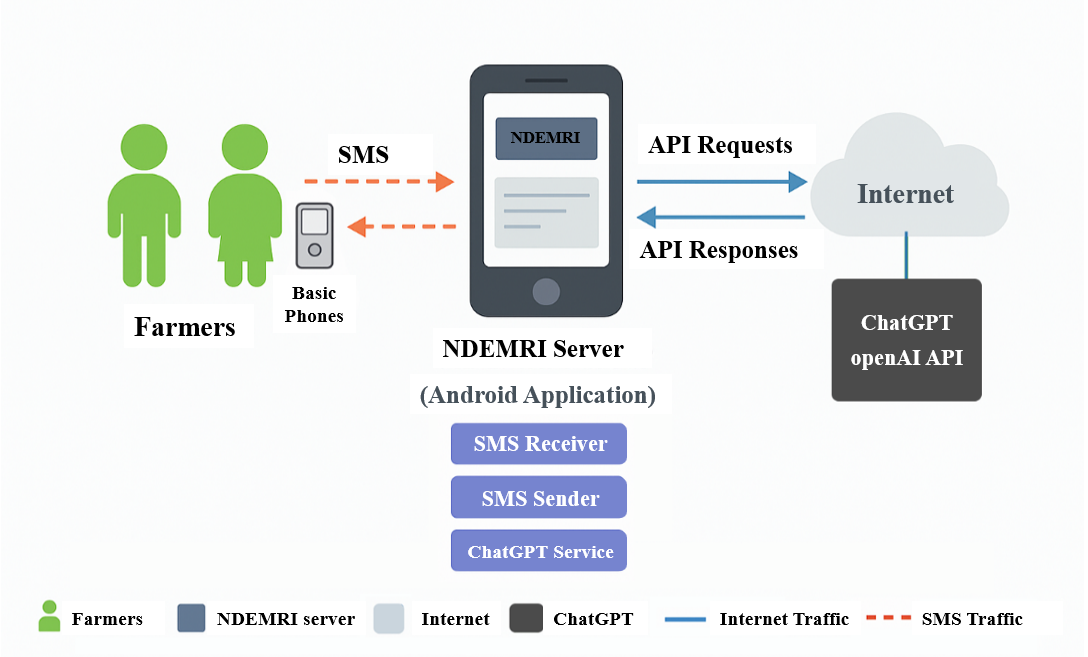 SMS
NDEMRI
API Requests
Internet
API Responses
Basic
Phones
Farmers
NDEMRI Server
(Android Application)
SMS Receiver
SMS Sender
ChatGPT Service
ChatGPT
openAI API
Farmers
NDEMRI server
Internet
ChatGPT
Internet Traffic
SMS Traffic